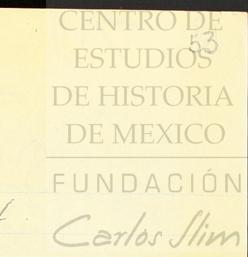 CENTRO DE
53
ESTUDIOS
DE HISTORIA
DE MEXICO
FUNDACIÓN
Carlos Slim